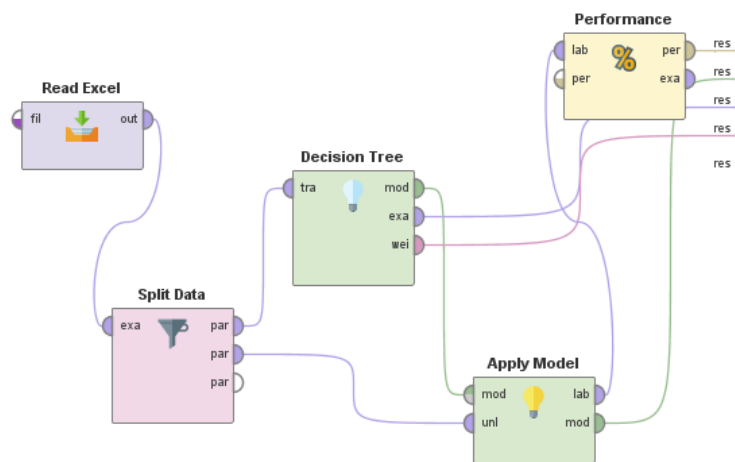 Performance
lab per res
per exa res
res
res
res
Read Excel
fil out
Decision Tree
tra mod
exa
wei
Split Data
exa par
par
par
Apply Model
mod lab
unl mod
%